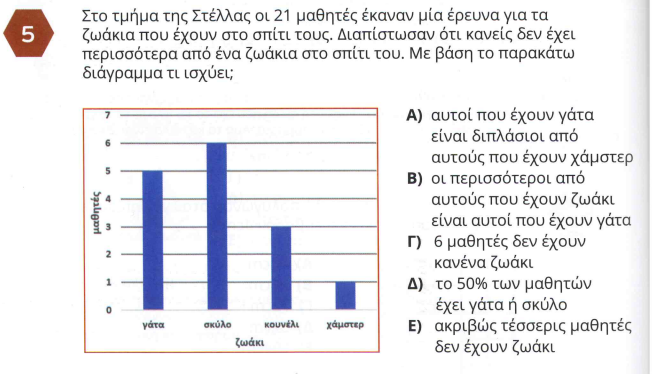 5
Στο τμήμα της Στέλλας οι 21 μαθητές έκαναν μία έρευνα για τα
ζωάκια που έχουν στο σπίτι τους. Διαπίστωσαν ότι κανείς δεν έχει
περισσότερα από ένα ζωάκια στο σπίτι του. Με βάση το παρακάτω
διάγραμμα τι ισχύει;
7
6
5
4
3
2
1
0
μαθητές
γάτα σκύλο κουνέλι χάμστερ
ζωάκι
Α) αυτοί που έχουν γάτα
είναι διπλάσιοι από
αυτούς που έχουν χάμστερ
Β) οι περισσότεροι από
αυτούς που έχουν ζωάκι
είναι αυτοί που έχουν γάτα
Γ) 6 μαθητές δεν έχουν
κανένα ζωάκι
Δ) το 50% των μαθητών
έχει γάτα ή σκύλο
Ε) ακριβώς τέσσερις μαθητές
δεν έχουν ζωάκι